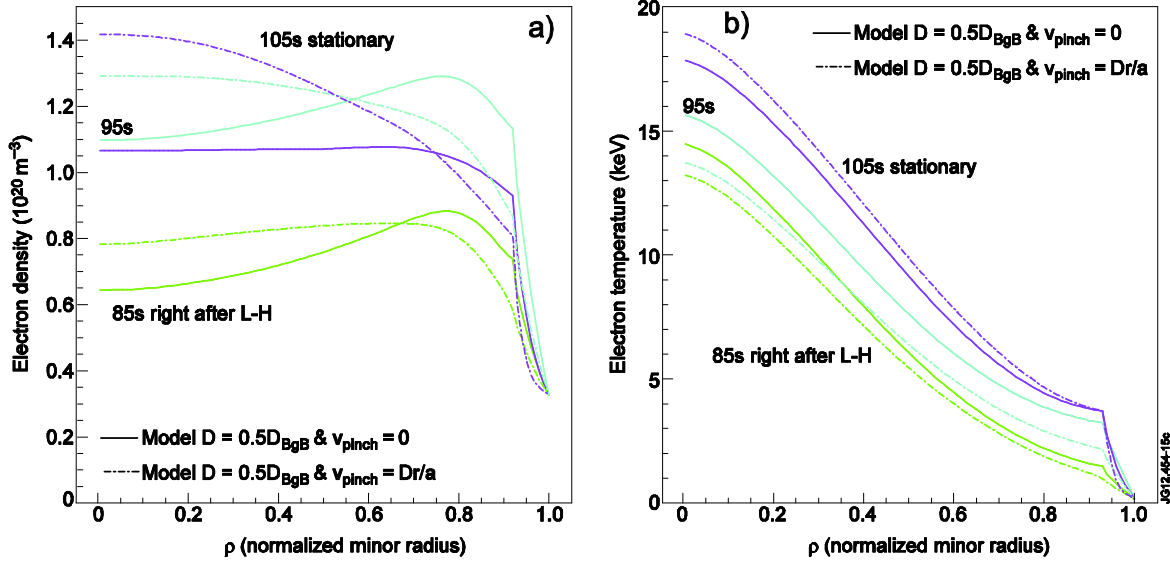 a)
1.4
1.2
1.0
0.8
0.6
0.4
0.2
0
Electron density (10²⁰ m⁻³)
105s stationary
95s
85s right after L-H
Model D = 0.5D_BgB & v_pinch = 0
Model D = 0.5D_BgB & v_pinch = Dr/a
0 0.2 0.4 0.6 0.8 1.0
ρ (normalized minor radius)
b)
20
15
10
5
0
Electron temperature (keV)
Model D = 0.5D_BgB & v_pinch = 0
Model D = 0.5D_BgB & v_pinch = Dr/a
95s
105s stationary
85s right after L-H
0 0.2 0.4 0.6 0.8 1.0
ρ (normalized minor radius)
JG12.454-15c